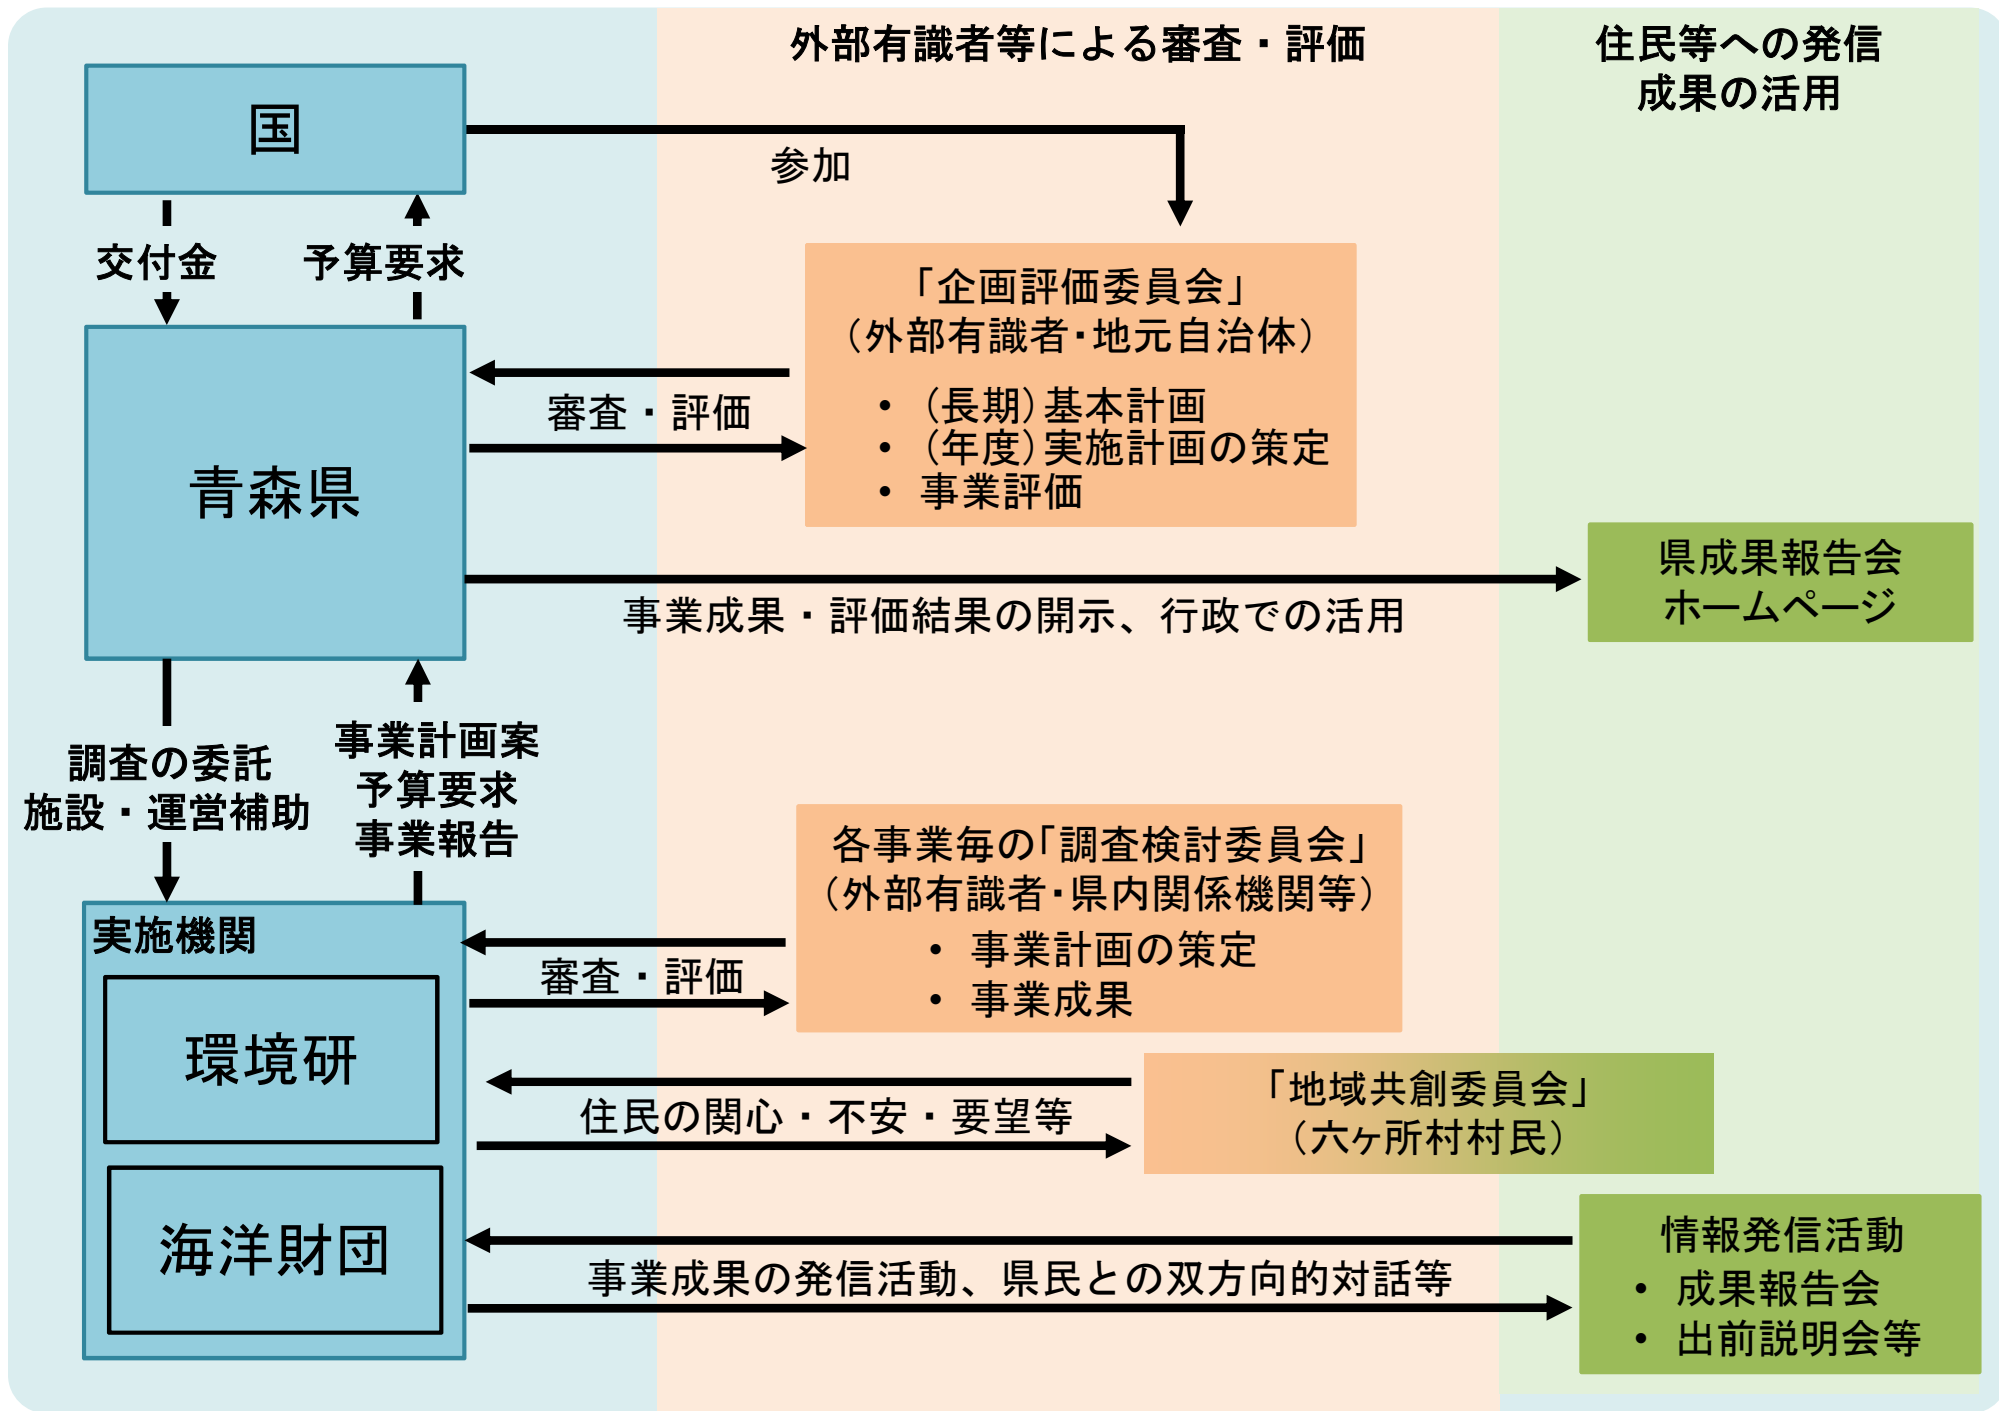 外部有識者等による審査・評価
住民等への発信
成果の活用
国
参加
交付金
予算要求
「企画評価委員会」
（外部有識者・地元自治体）
• （長期）基本計画
• （年度）実施計画の策定
• 事業評価
審査・評価
青森県
県成果報告会
ホームページ
事業成果・評価結果の開示、行政での活用
調査の委託
施設・運営補助
事業計画案
予算要求
事業報告
各事業毎の「調査検討委員会」
（外部有識者・県内関係機関等）
• 事業計画の策定
• 事業成果
実施機関
審査・評価
環境研
「地域共創委員会」
（六ヶ所村村民）
住民の関心・不安・要望等
海洋財団
情報発信活動
• 成果報告会
• 出前説明会等
事業成果の発信活動、県民との双方向的対話等